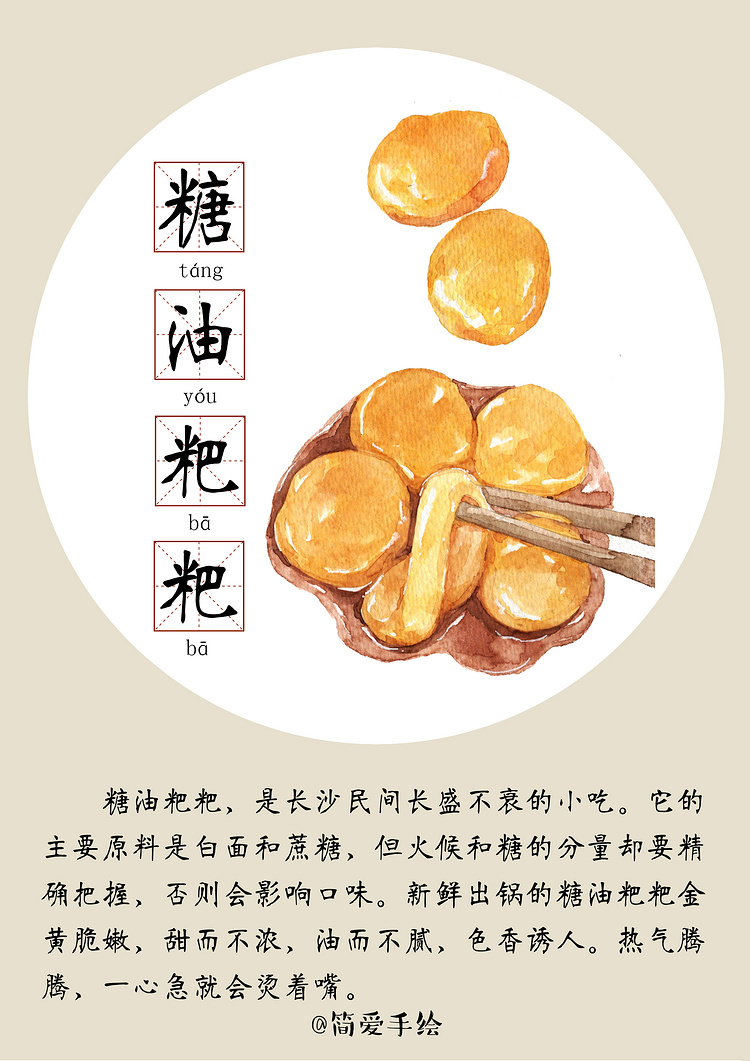 糖
táng
油
yóu
粑
bā
粑
bā
糖油粑粑，是长沙民间长盛不衰的小吃。它的
主要原料是白面和蔗糖，但火候和糖的分量却要精
确把握，否则会影响口味。新鲜出锅的糖油粑粑金
黄脆嫩，甜而不浓，油而不腻，色香诱人。热气腾
腾，一心急就会烫着嘴。
@简爱手绘